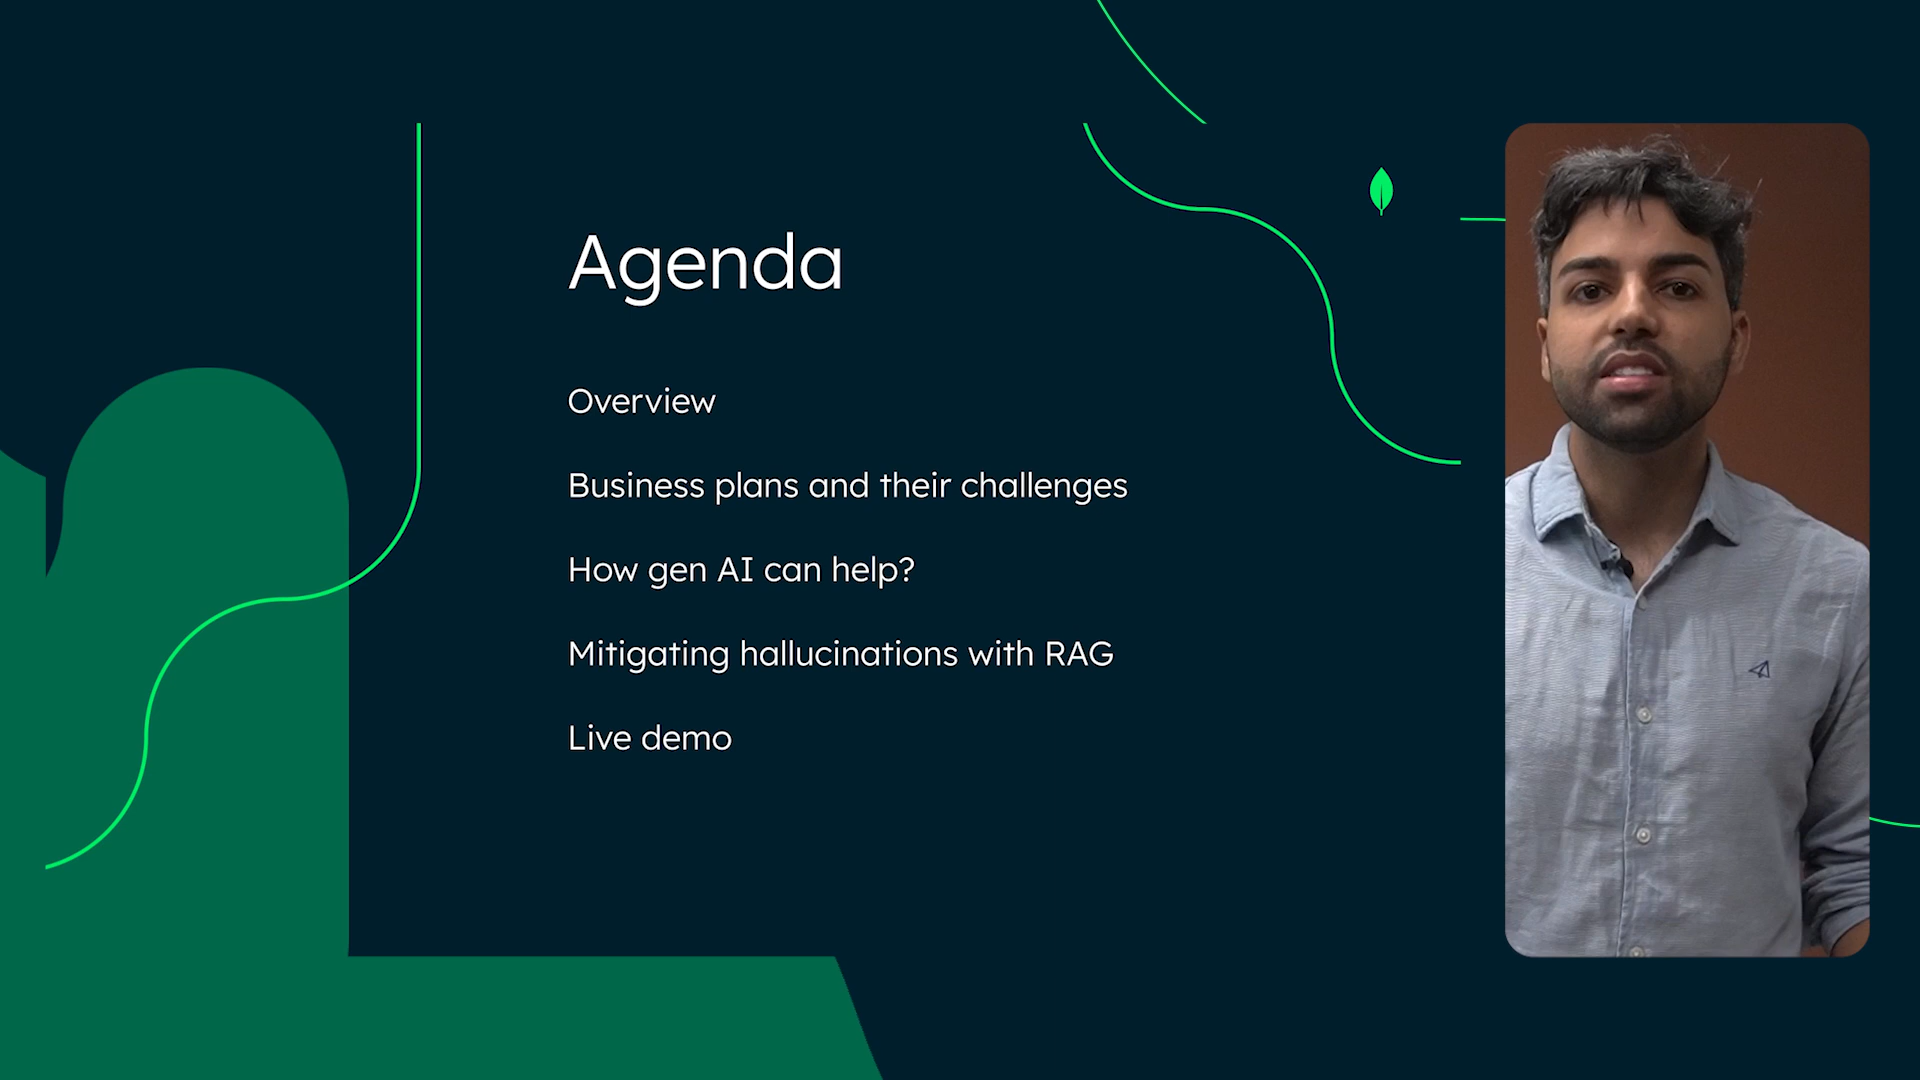 Agenda
Overview
Business plans and their challenges
How gen AI can help?
Mitigating hallucinations with RAG
Live demo